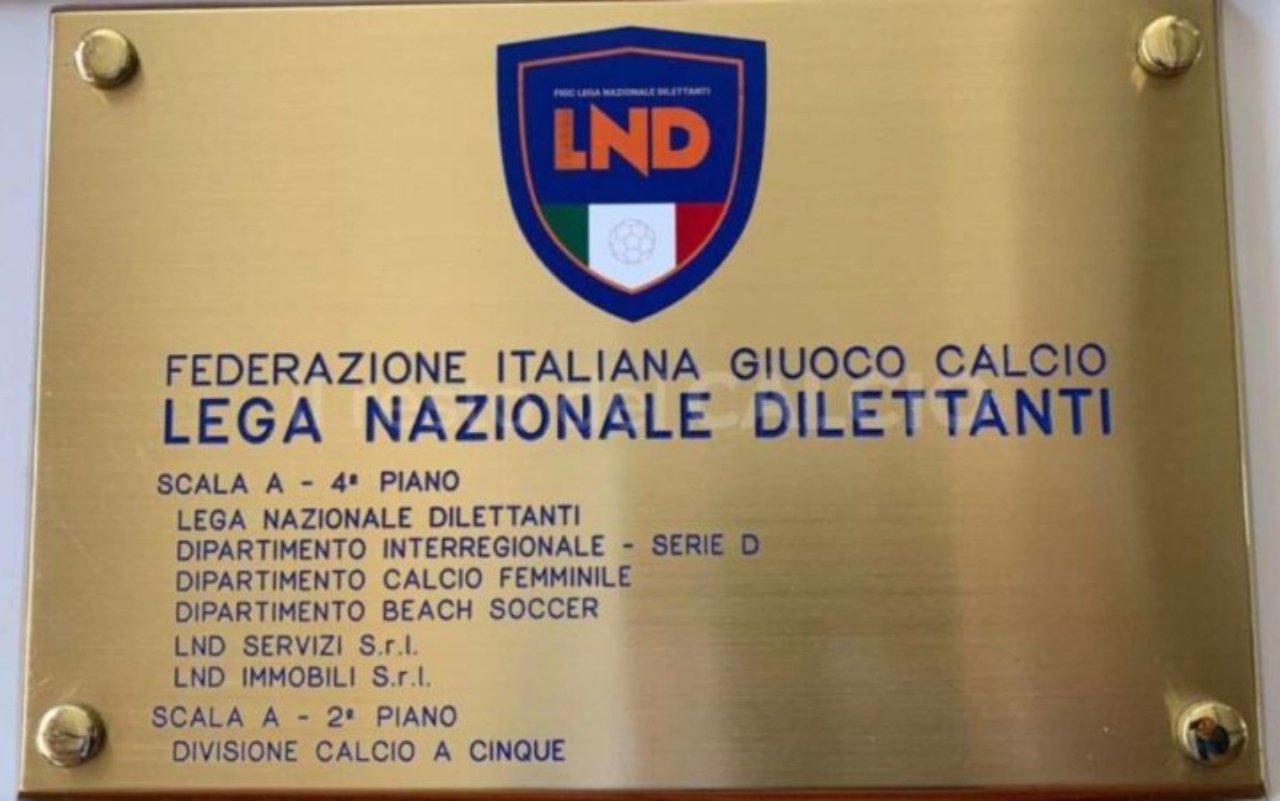 FIGC LEGA NAZIONALE DILETTANTI
LND
FEDERAZIONE ITALIANA GIUOCO CALCIO
LEGA NAZIONALE DILETTANTI
SCALA A - 4° PIANO
LEGA NAZIONALE DILETTANTI
DIPARTIMENTO INTERREGIONALE - SERIE D
DIPARTIMENTO CALCIO FEMMINILE
DIPARTIMENTO BEACH SOCCER
LND SERVIZI S.r.l.
LND IMMOBILI S.r.l.
SCALA A - 2° PIANO
DIVISIONE CALCIO A CINQUE